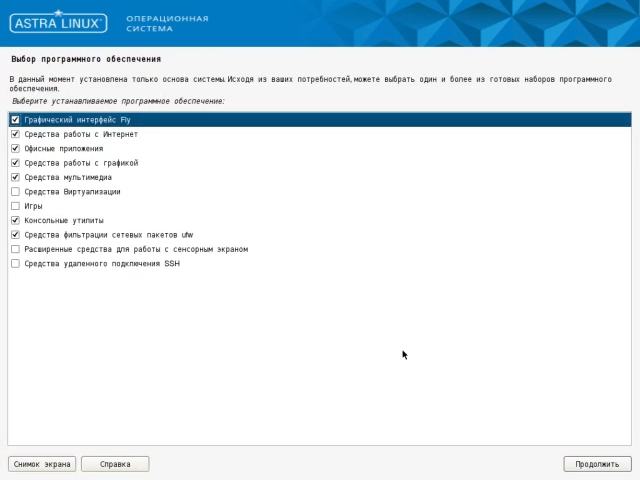 ASTRA LINUX®
ОПЕРАЦИОННАЯ
СИСТЕМА
Выбор программного обеспечения
В данный момент установлена только основа системы. Исходя из ваших потребностей, можете выбрать один и более из готовых наборов программного
обеспечения.
Выберите устанавливаемое программное обеспечение:
Графический интерфейс Fly
Средства работы с Интернет
Офисные приложения
Средства работы с графикой
Средства мультимедиа
Средства Виртуализации
Игры
Консольные утилиты
Средства фильтрации сетевых пакетов ufw
Расширенные средства для работы с сенсорным экраном
Средства удаленного подключения SSH
Снимок экрана
Справка
Продолжить